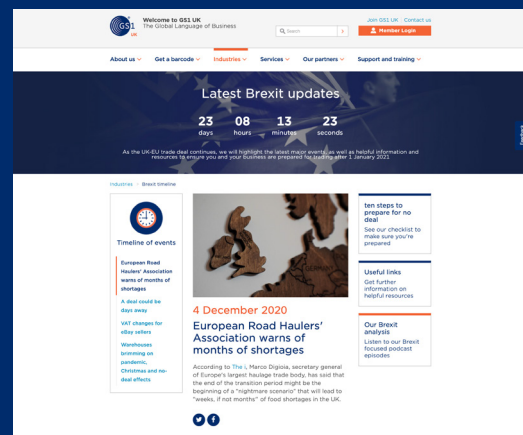 GS1
UK
Welcome to GS1 UK
The Global Language of Business
Join GS1 UK Contact us
Search
Member Login
About us Get a barcode Industries Services Our partners Support and training
Latest Brexit updates
23 08 13 23
days hours minutes seconds
As the UK-EU trade deal continues, we will highlight the latest major events, as well as helpful information and
resources to ensure you and your business are prepared for trading after 1 January 2021
Feedback
Industries Brexit timeline
Timeline of events
European Road
Haulers' Association
warns of months of
shortages
A deal could be
days away
VAT changes for
eBay sellers
Warehouses
brimming on
pandemic,
Christmas and no-
deal effects
4 December 2020
European Road Haulers'
Association warns of
months of shortages
According to The i, Marco Digioia, secretary general
of Europe's largest haulage trade body, has said that
the end of the transition period might be the
beginning of a "nightmare scenario" that will lead to
"weeks, if not months" of food shortages in the UK.
ten steps to
prepare for no
deal
See our checklist to
make sure you're
prepared
Useful links
Get further
information on
helpful resources
Our Brexit
analysis
Listen to our Brexit
focused podcast
episodes